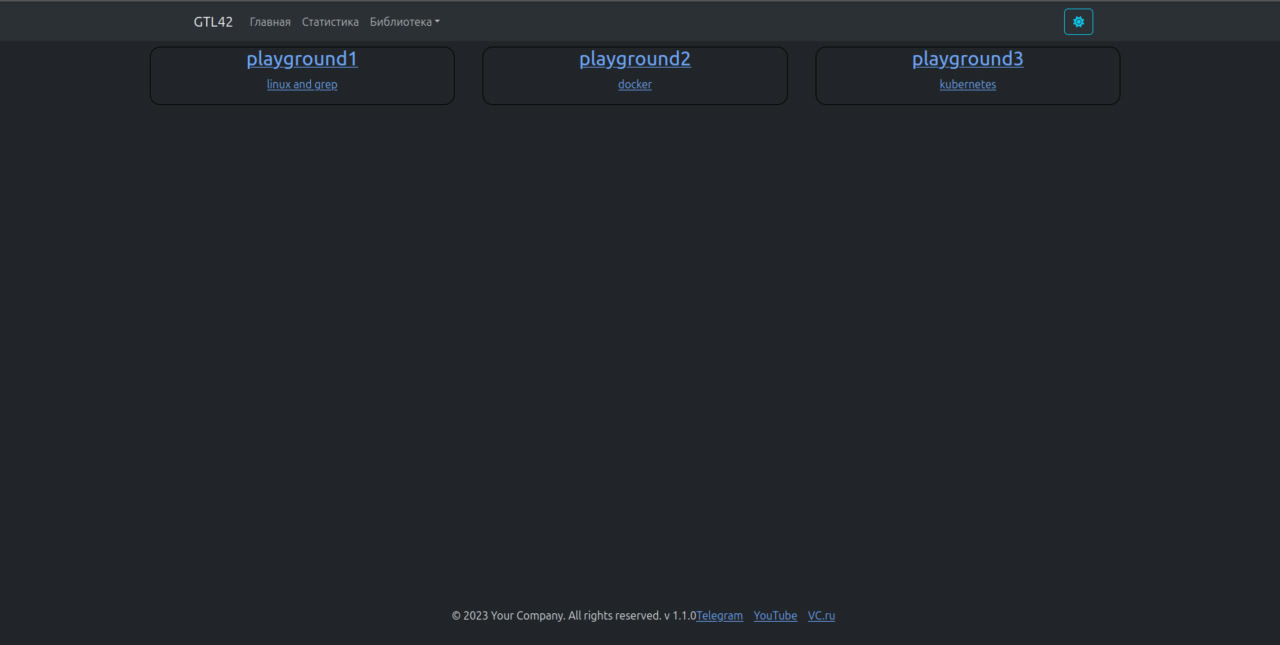 GTL42 Главная Статистика Библиотека
playground1 playground2 playground3
linux and grep docker kubernetes
© 2023 Your Company. All rights reserved. v 1.1.0Telegram YouTube VC.ru